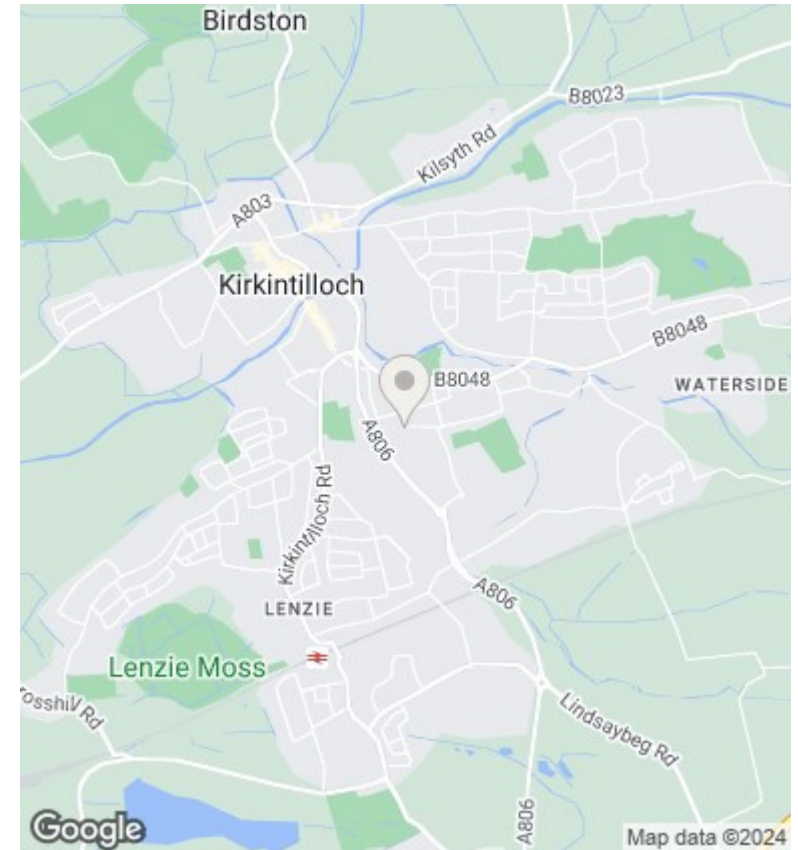 Birdston
B8023
Kilsyth Rd
A803
Kirkintilloch
B8048
B8048
WATERSIDE
A806
Kirkintilloch Rd
A806
LENZIE
Lenzie Moss
rosshill Rd
Lindsaybeg Rd
A806
Google
Map data ©2024